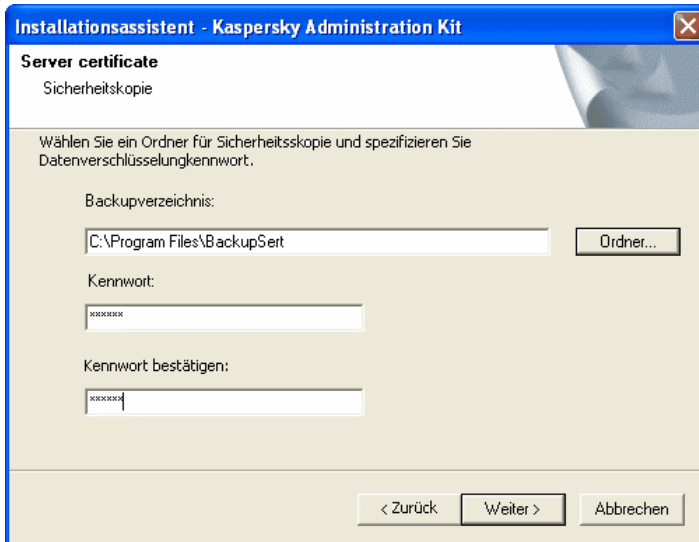 Installationsassistent - Kaspersky Administration Kit
Server certificate
Sicherheitskopie
Wählen Sie ein Ordner für Sicherheitsskopie und spezifizieren Sie
Datenverschlüsselungkennwort.
Backupverzeichnis:
C:\Program Files\BackupSert
Ordner...
Kennwort:
******
Kennwort bestätigen:
******
< Zurück
Weiter >
Abbrechen